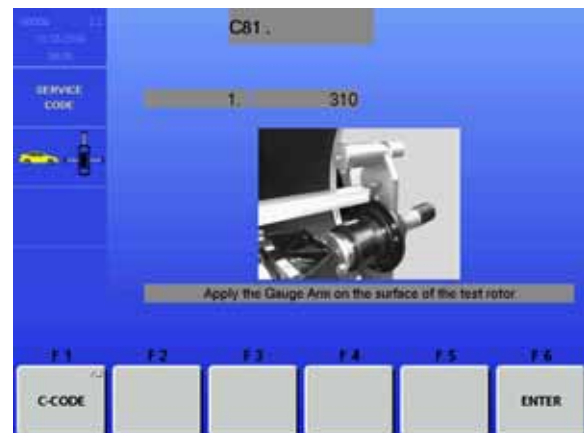 C81 .
SERVICE
CODE
1. 310
Apply the Gauge Arm on the surface of the test rotor
F 1 F 2 F 3 F 4 F 5 F 6
C-CODE ENTER